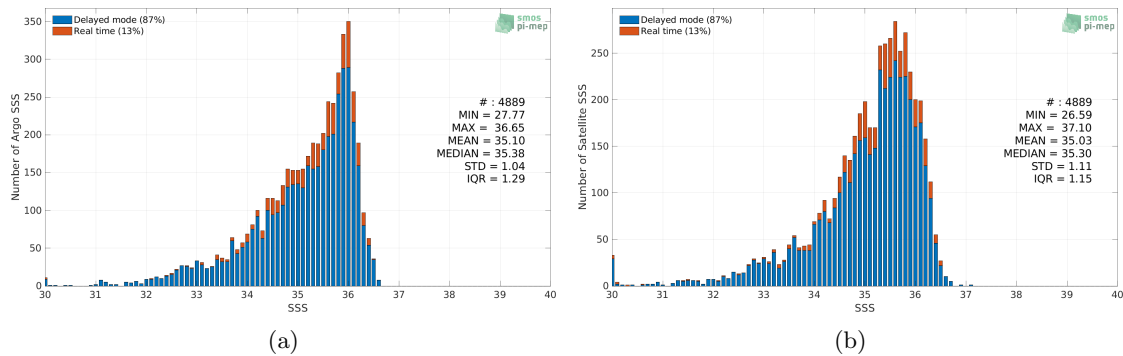 Delayed mode (87%)
Real time (13%)
smos
pi-mep
# : 4889
MIN = 27.77
MAX = 36.65
MEAN = 35.10
MEDIAN = 35.38
STD = 1.04
IQR = 1.29
Number of Argo SSS
350
300
250
200
150
100
50
0
30 31 32 33 34 35 36 37 38 39 40
SSS
(a)
Delayed mode (87%)
Real time (13%)
smos
pi-mep
# : 4889
MIN = 26.59
MAX = 37.10
MEAN = 35.03
MEDIAN = 35.30
STD = 1.11
IQR = 1.15
Number of Satellite SSS
250
200
150
100
50
0
30 31 32 33 34 35 36 37 38 39 40
SSS
(b)